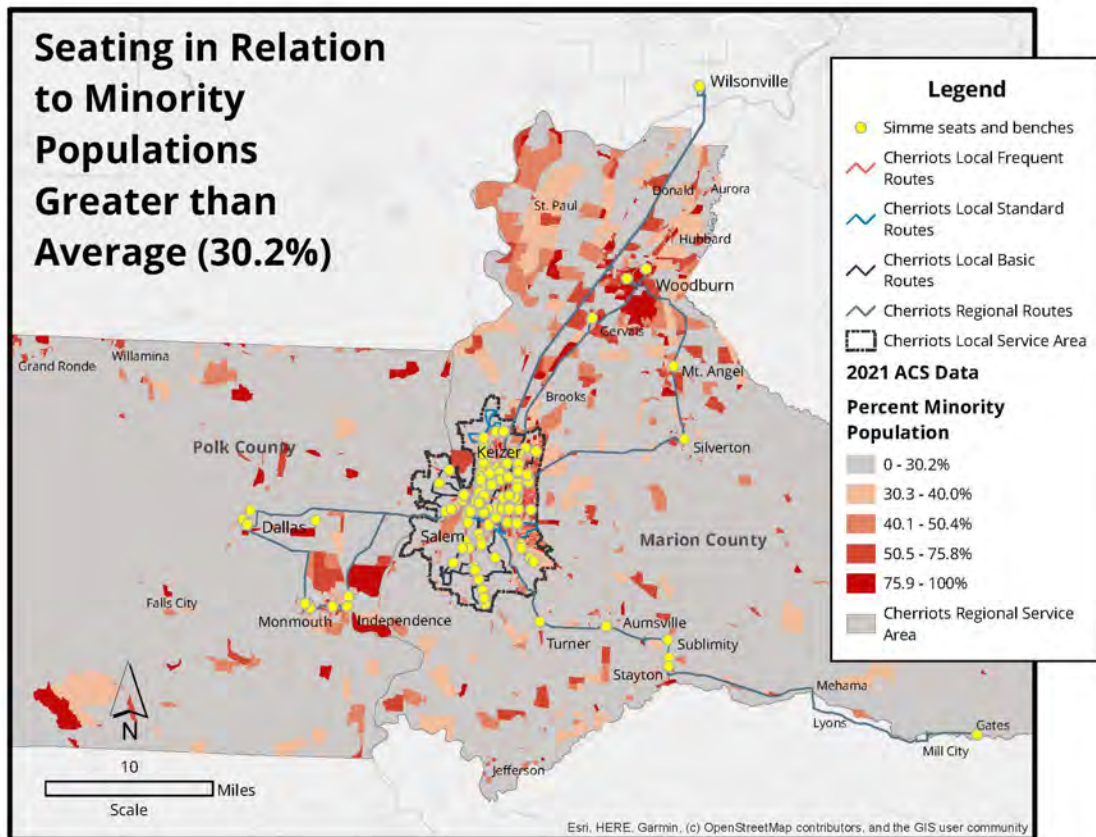 Seating in Relation
to Minority
Populations
Greater than
Average (30.2%)
Legend
Simme seats and benches
Cherriots Local Frequent
Routes
Cherriots Local Standard
Routes
Cherriots Local Basic
Routes
Cherriots Regional Routes
Cherriots Local Service Area
2021 ACS Data
Percent Minority
Population
0 - 30.2%
30.3 - 40.0%
40.1 - 50.4%
50.5 - 75.8%
75.9 - 100%
Cherriots Regional Service
Area
Wilsonville
Donald
Aurora
St. Paul
Hubbard
Woodburn
Gervais
Willamina
Grand Ronde
Mt. Angel
Brooks
Polk County
Keizer
Silverton
Dallas
Salem
Marion County
Falls City
Monmouth
Independence
Aumsville
Turner
Sublimity
Stayton
Mehama
Lyons
Gates
Mill City
Jefferson
N
10
Miles
Scale
Esri, HERE, Garmin, (c) OpenStreetMap contributors, and the GIS user community